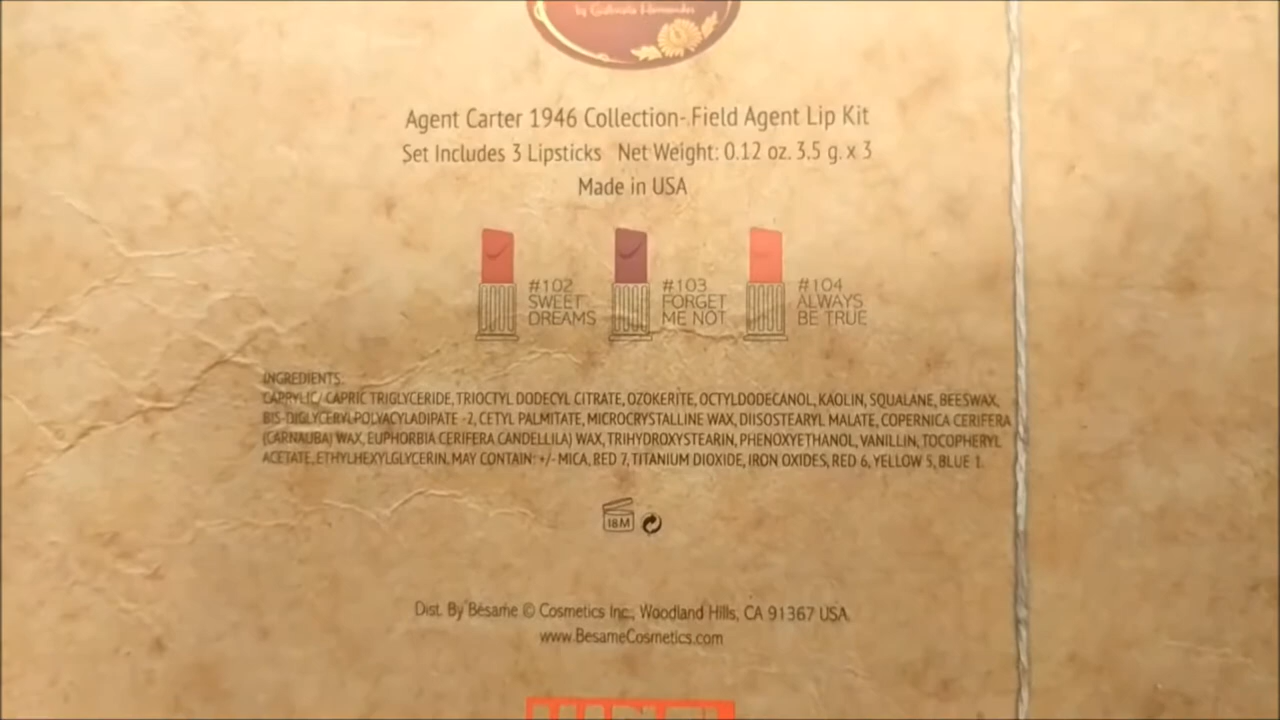 by Gabriela Hernandez
Agent Carter 1946 Collection- Field Agent Lip Kit
Set Includes 3 Lipsticks Net Weight: 0.12 oz. 3.5 g. x 3
Made in USA
#102
SWEET
DREAMS
#103
FORGET
ME NOT
#104
ALWAYS
BE TRUE
INGREDIENTS:
CAPRYLIC/ CAPRIC TRIGLYCERIDE, TRIOCTYL DODECYL CITRATE, OZOKERITE, OCTYLDODECANOL, KAOLIN, SQUALANE, BEESWAX,
BIS-DIGLYCERYL POLYACYLADIPATE -2, CETYL PALMITATE, MICROCRYSTALLINE WAX, DIISOSTEARYL MALATE, COPERNICA CERIFERA
(CARNAUBA) WAX, EUPHORBIA CERIFERA CANDELLILA) WAX, TRIHYDROXYSTEARIN, PHENOXYETHANOL, VANILLIN, TOCOPHERYL
ACETATE, ETHYLHEXYLGLYCERIN. MAY CONTAIN: +/- MICA, RED 7, TITANIUM DIOXIDE, IRON OXIDES, RED 6, YELLOW 5, BLUE 1.
18M
Dist. By Bésame © Cosmetics Inc., Woodland Hills, CA 91367 USA.
www.BesameCosmetics.com